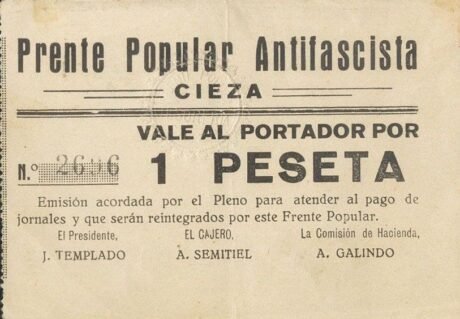 Prente Popular Antifascista
CIEZA
VALE AL PORTADOR POR
N.º 2696 1 PESETA
Emisión acordada por el Pleno para atender al pago de
jornales y que serán reintegrados por este Frente Popular.
El Presidente, EL CAJERO, La Comisión de Hacienda,
J. TEMPLADO A. SEMITIEL A. GALINDO